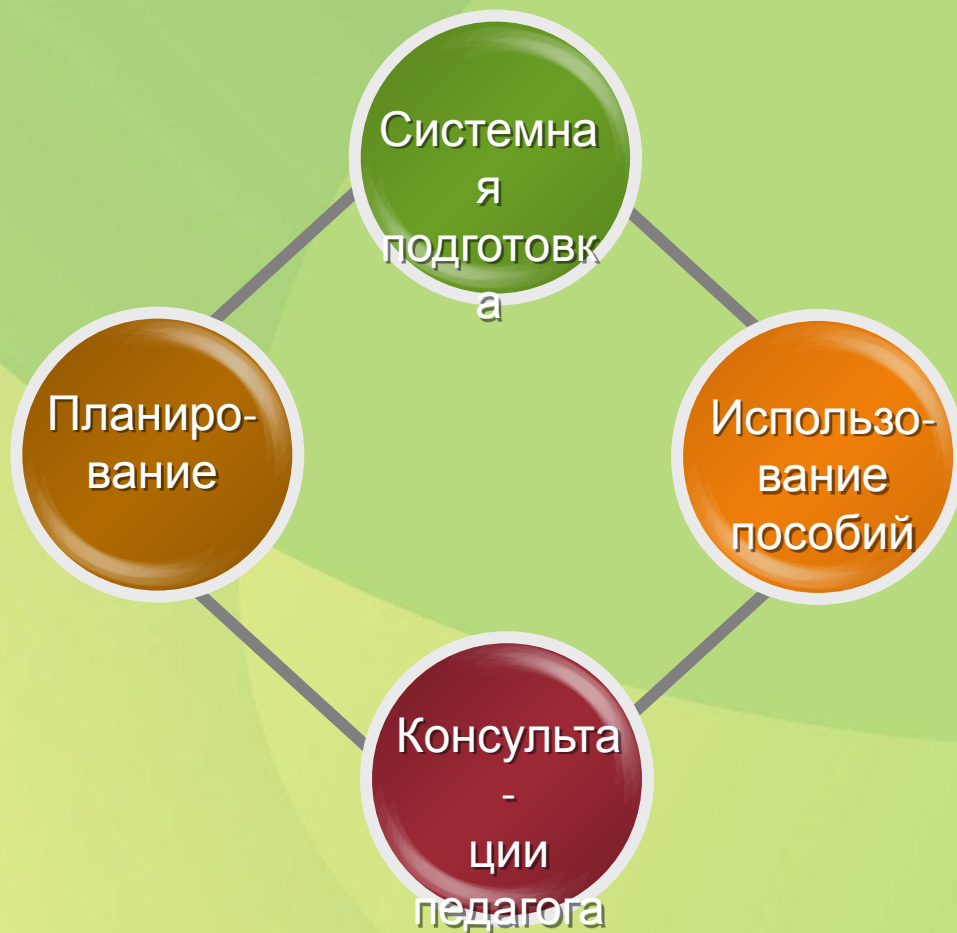 Системна
я
подготовк
а
Планиро-
вание
Использо-
вание
пособий
Консульта
-
ции
педагога